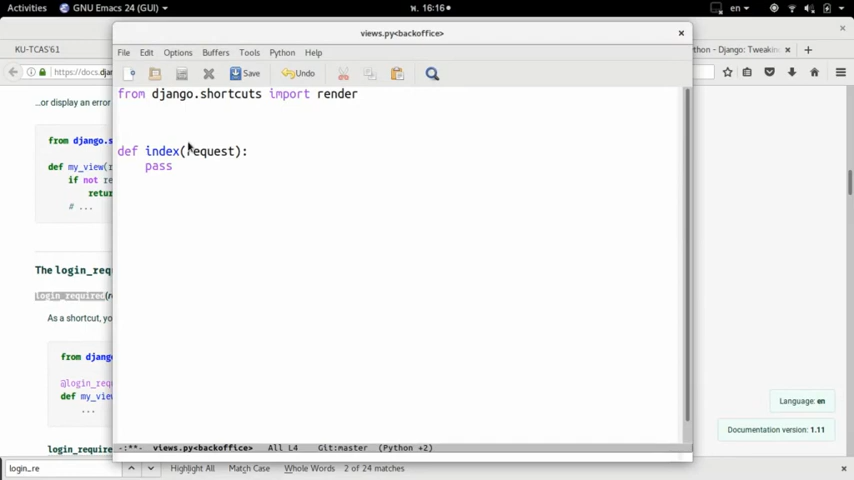 Activities
GNU Emacs 24 (GUI)
พ. 16:16
en
views.py<backoffice>
KU-TCAS'61
ython - Django: Tweakin
https://docs.dja
File Edit Options Buffers Tools Python Help
Save
Undo
from django.shortcuts import render
def index(request):
pass
...or display an error
from django.s
def my_view(r
if not re
retur
# ...
The login_requ
login_required(r
As a shortcut, yo
from djang
@login_requ
def my_view
...
login_requ
Language: en
Documentation version: 1.11
-:**- views.py<backoffice> All L4 Git:master (Python +2)
login_re
Highlight All Match Case Whole Words 2 of 24 matches